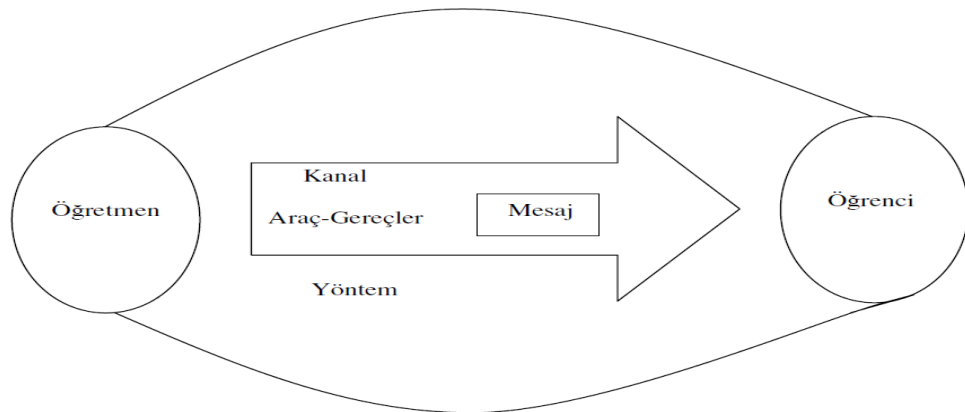 Öğretmen
Kanal
Araç-Gereçler
Mesaj
Yöntem
Öğrenci